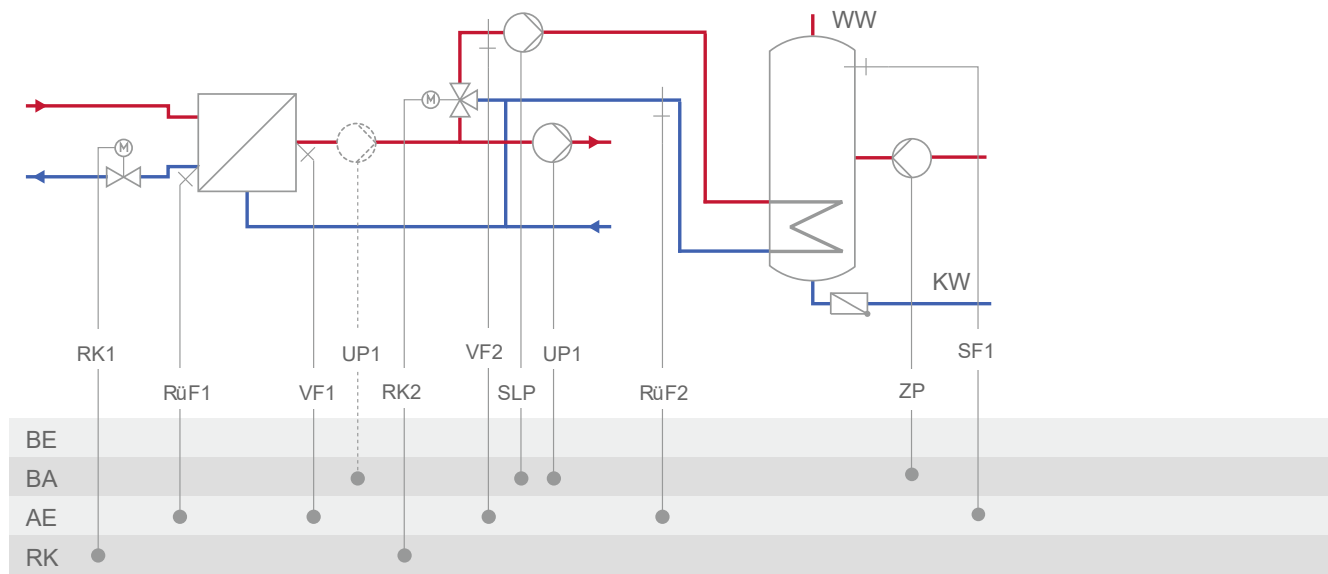 WW
M
M
KW
RK1
UP1
VF2
UP1
SF1
RüF1
VF1
RK2
SLP
RüF2
ZP
BE
BA
AE
RK